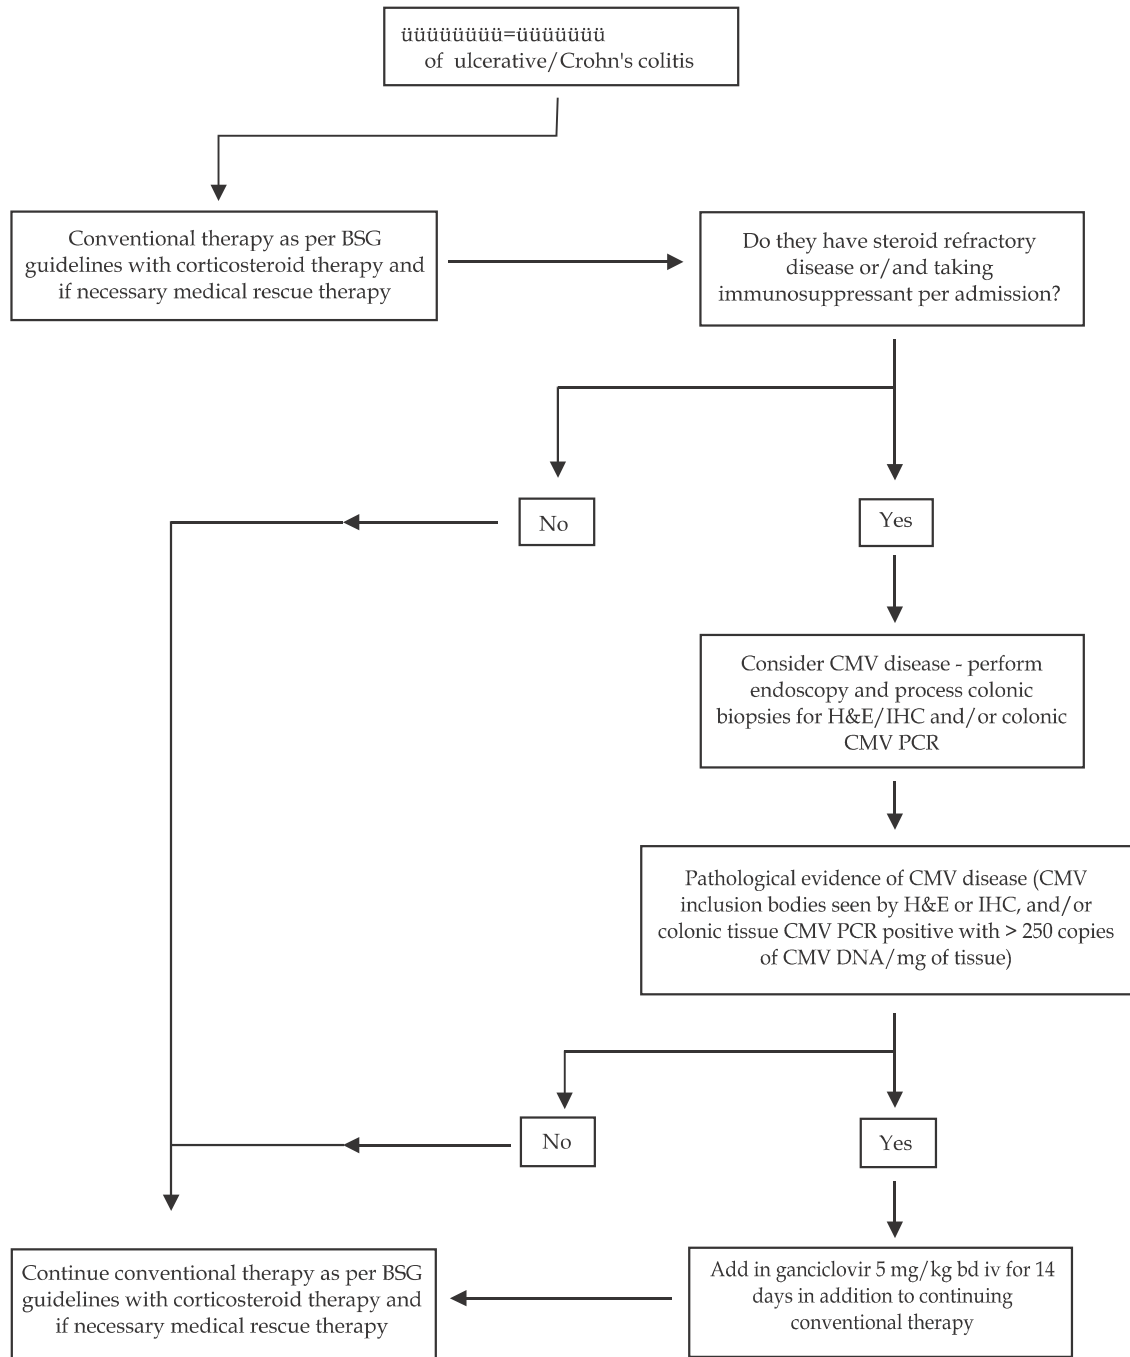 üüüüüüüü=üüüüüüü
of ulcerative/Crohn's colitis
Conventional therapy as per BSG
guidelines with corticosteroid therapy and
if necessary medical rescue therapy
Do they have steroid refractory
disease or/and taking
immunosuppressant per admission?
No
Yes
Consider CMV disease - perform
endoscopy and process colonic
biopsies for H&E/IHC and/or colonic
CMV PCR
Pathological evidence of CMV disease (CMV
inclusion bodies seen by H&E or IHC, and/or
colonic tissue CMV PCR positive with > 250 copies
of CMV DNA/mg of tissue)
No
Yes
Continue conventional therapy as per BSG
guidelines with corticosteroid therapy and
if necessary medical rescue therapy
Add in ganciclovir 5 mg/kg bd iv for 14
days in addition to continuing
conventional therapy